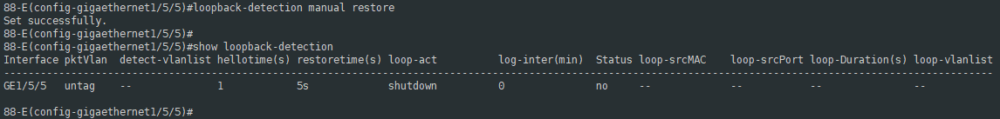 88-E(config-gigaethernet1/5/5)#loopback-detection manual restore
Set successfully.
88-E(config-gigaethernet1/5/5)#
88-E(config-gigaethernet1/5/5)#show loopback-detection
Interface pktVlan  detect-vlanlist hellotime(s) restoretime(s) loop-act          log-inter(min)  Status loop-srcMAC    loop-srcPort loop-Duration(s) loop-vlanlist
------------------------------------------------------------------------------------------------------------------------------------------------------------------
GE1/5/5   untag    --              1            5s             shutdown          0               no     --             --           --               --
88-E(config-gigaethernet1/5/5)#